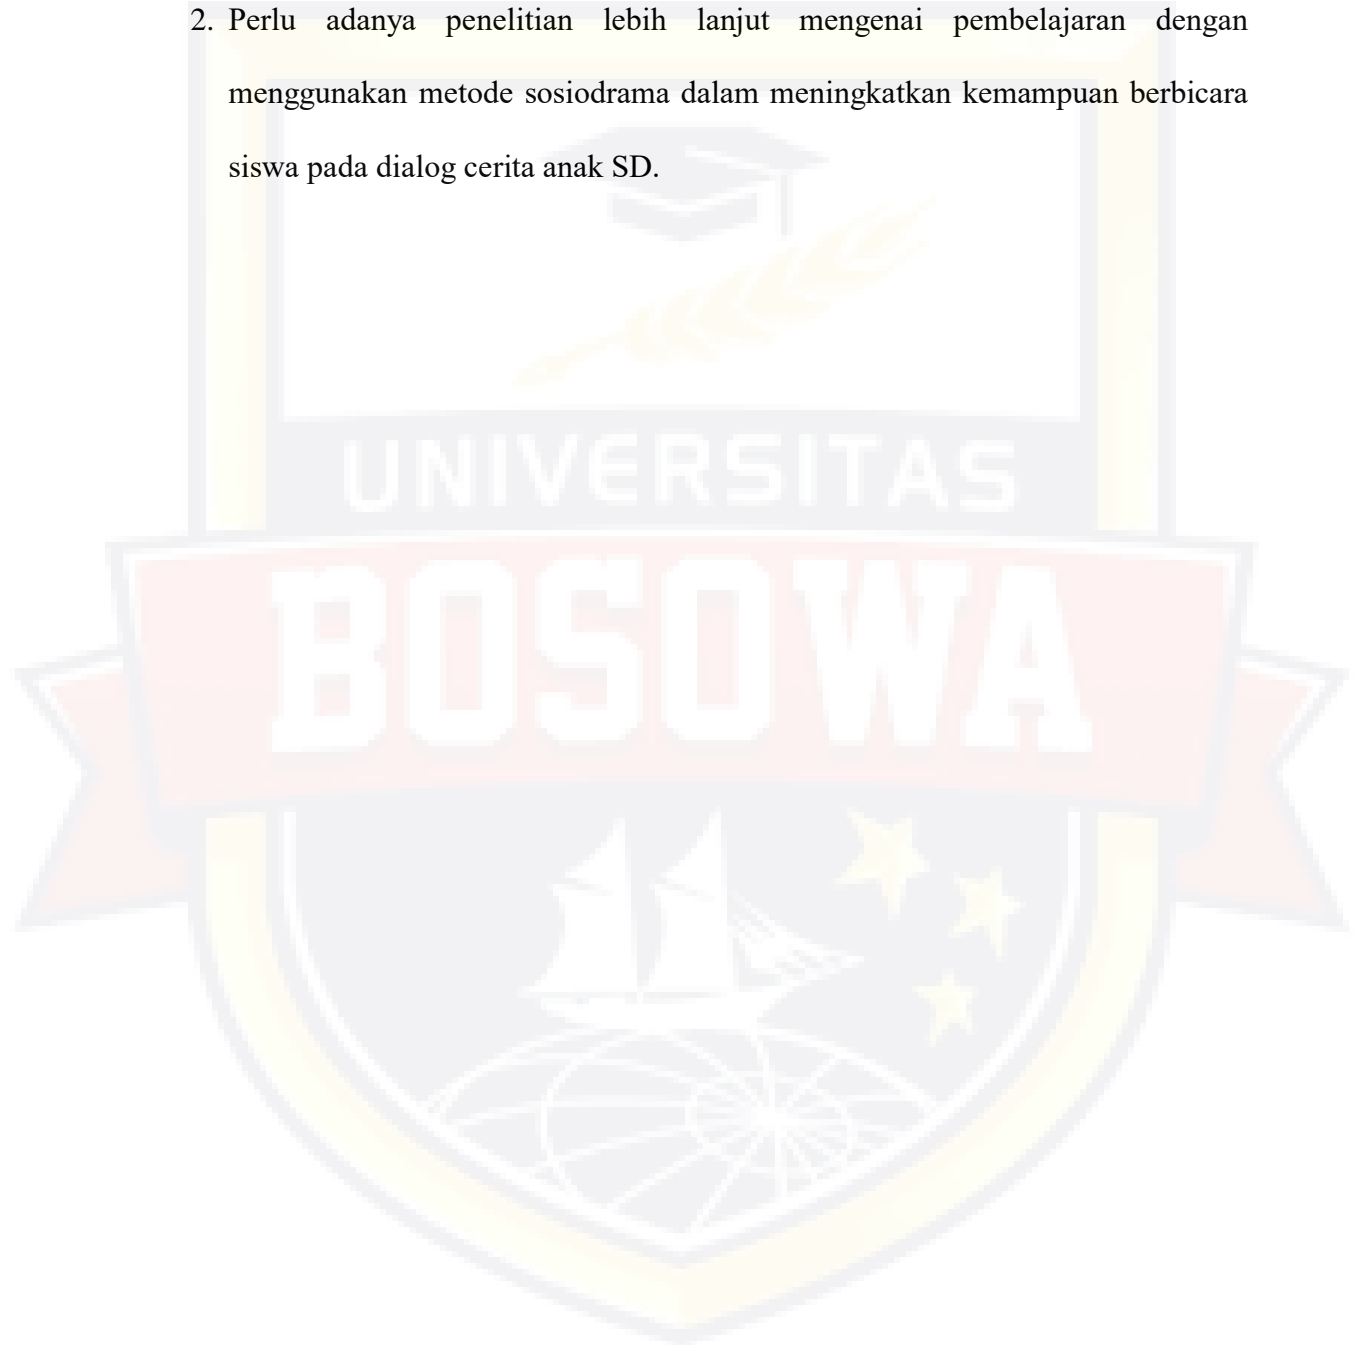 2. Perlu adanya penelitian lebih lanjut mengenai pembelajaran dengan
menggunakan metode sosiodrama dalam meningkatkan kemampuan berbicara
siswa pada dialog cerita anak SD.
UNIVERSITAS
BOSOWA